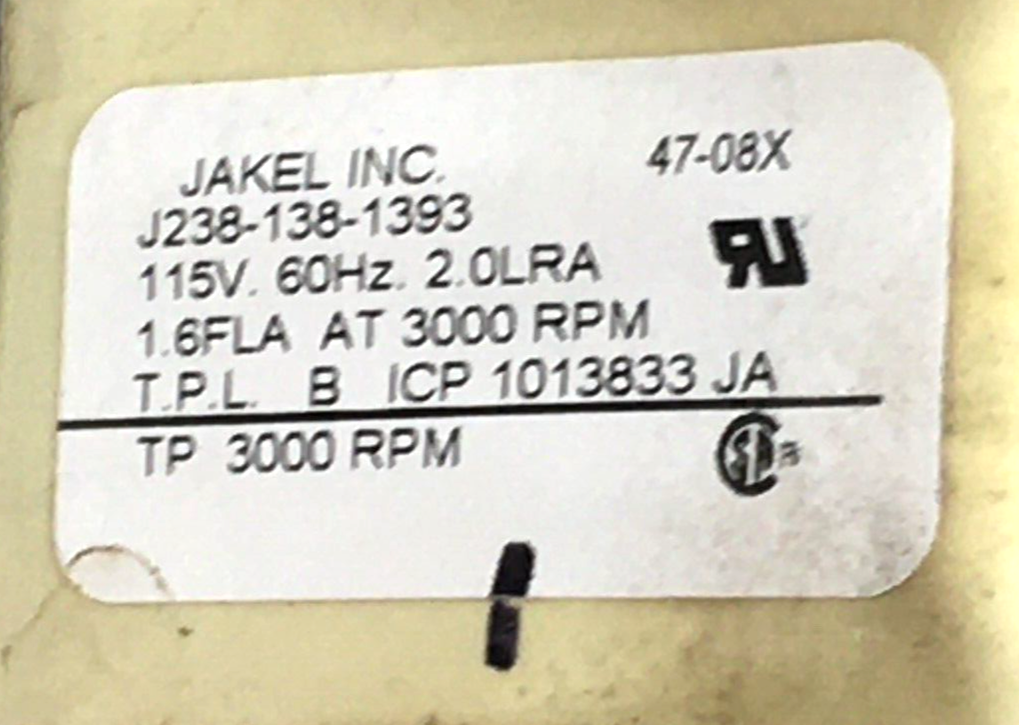 JAKEL INC. 47-08X
J238-138-1393
115V. 60Hz. 2.0LRA
1.6FLA AT 3000 RPM
T.P.L. B ICP 1013833 JA
TP 3000 RPM